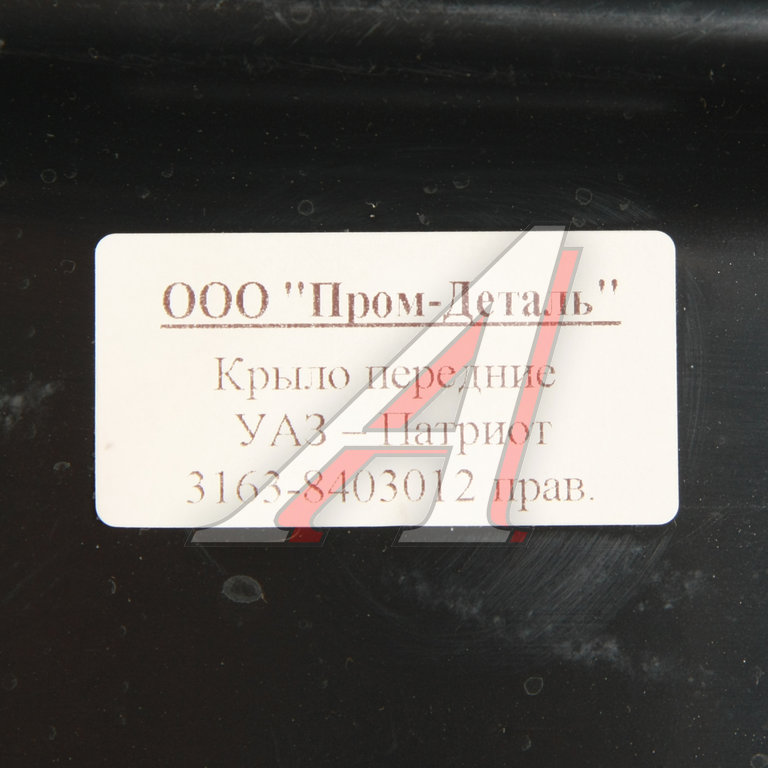 ООО "Пром-Деталь"
Крыло передние
УАЗ – Патриот
3163-8403012 прав.